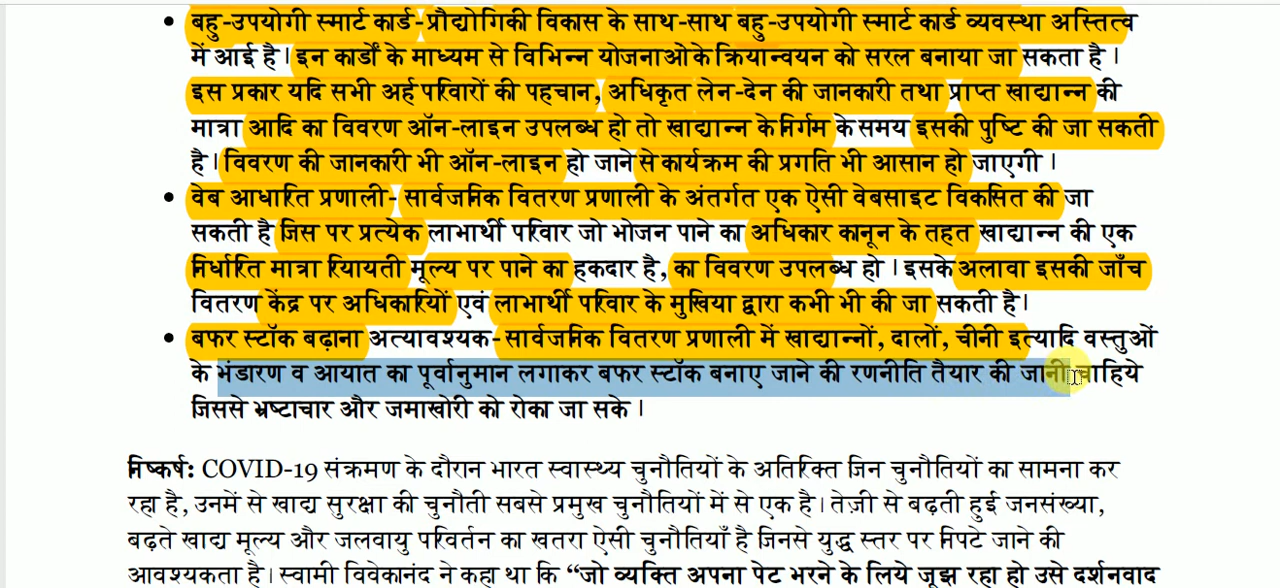 बहु-उपयोगी स्मार्ट कार्ड-प्रौद्योगिकी विकास के साथ-साथ बहु-उपयोगी स्मार्ट कार्ड व्यवस्था अस्तित्व
में आई है। इन कार्डों के माध्यम से विभिन्न योजनाओं के क्रियान्वयन को सरल बनाया जा सकता है ।
इस प्रकार यदि सभी अर्ह परिवारों की पहचान, अधिकृत लेन-देन की जानकारी तथा प्राप्त खाद्यान्न की
मात्रा आदि का विवरण ऑन-लाइन उपलब्ध हो तो खाद्यान्न के निर्गम के समय इसकी पुष्टि की जा सकती
है। विवरण की जानकारी भी ऑन-लाइन हो जाने से कार्यक्रम की प्रगति भी आसान हो जाएगी ।
वेब आधारित प्रणाली- सार्वजनिक वितरण प्रणाली के अंतर्गत एक ऐसी वेबसाइट विकसित की जा
सकती है जिस पर प्रत्येक लाभार्थी परिवार जो भोजन पाने का अधिकार कानून के तहत खाद्यान्न की एक
निर्धारित मात्रा रियायती मूल्य पर पाने का हकदार है, का विवरण उपलब्ध हो । इसके अलावा इसकी जाँच
वितरण केंद्र पर अधिकारियों एवं लाभार्थी परिवार के मुखिया द्वारा कभी भी की जा सकती है।
बफर स्टॉक बढ़ाना अत्यावश्यक- सार्वजनिक वितरण प्रणाली में खाद्यान्नों, दालों, चीनी इत्यादि वस्तुओं
के भंडारण व आयात का पूर्वानुमान लगाकर बफर स्टॉक बनाए जाने की रणनीति तैयार की जानी चाहिये
जिससे भ्रष्टाचार और जमाखोरी को रोका जा सके ।
निष्कर्ष: COVID-19 संक्रमण के दौरान भारत स्वास्थ्य चुनौतियों के अतिरिक्त जिन चुनौतियों का सामना कर
रहा है, उनमें से खाद्य सुरक्षा की चुनौती सबसे प्रमुख चुनौतियों में से एक है। तेज़ी से बढ़ती हुई जनसंख्या,
बढ़ते खाद्य मूल्य और जलवायु परिवर्तन का खतरा ऐसी चुनौतियाँ है जिनसे युद्ध स्तर पर निपटे जाने की
आवश्यकता है। स्वामी विवेकानंद ने कहा था कि “जो व्यक्ति अपना पेट भरने के लिये जूझ रहा हो उसे दर्शनवाद